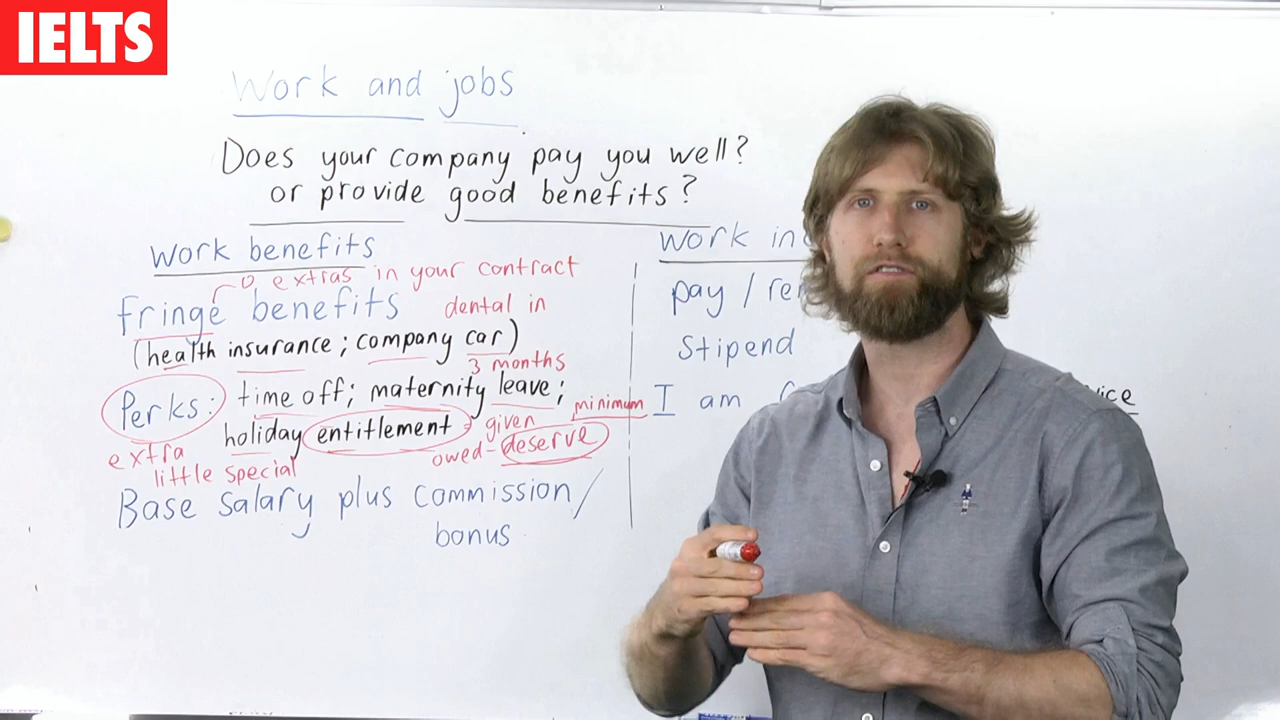 IELTS
Work and jobs
Does your company pay you well?
or provide good benefits?
Work benefits
extras in your contract
fringe benefits
dental in
(health insurance; company car)
3 months
Perks: time off; maternity leave;
minimum
holiday entitlement
given
extra
owed - deserve
little special
Base salary plus commission/
bonus
Work in
pay /
Stipend
I am